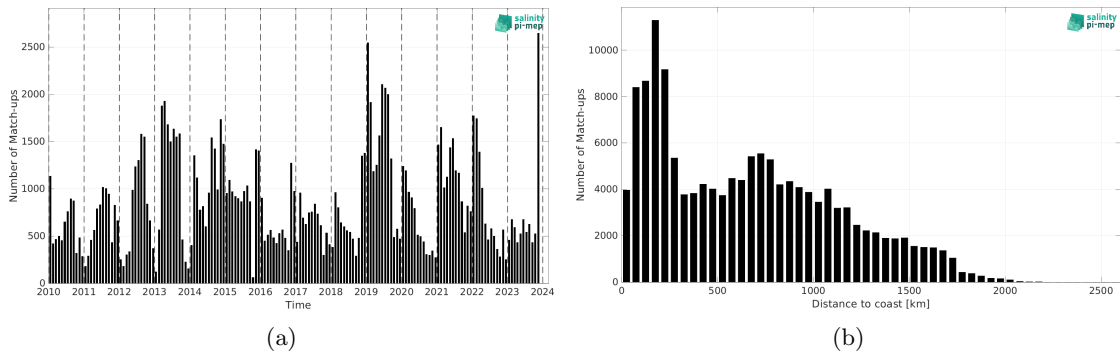 salinity
pi-mep
Number of Match-ups
2500
2000
1500
1000
500
0
2010 2011 2012 2013 2014 2015 2016 2017 2018 2019 2020 2021 2022 2023 2024
Time
(a)
salinity
pi-mep
Number of Match-ups
10000
8000
6000
4000
2000
0
0 500 1000 1500 2000 2500
Distance to coast [km]
(b)